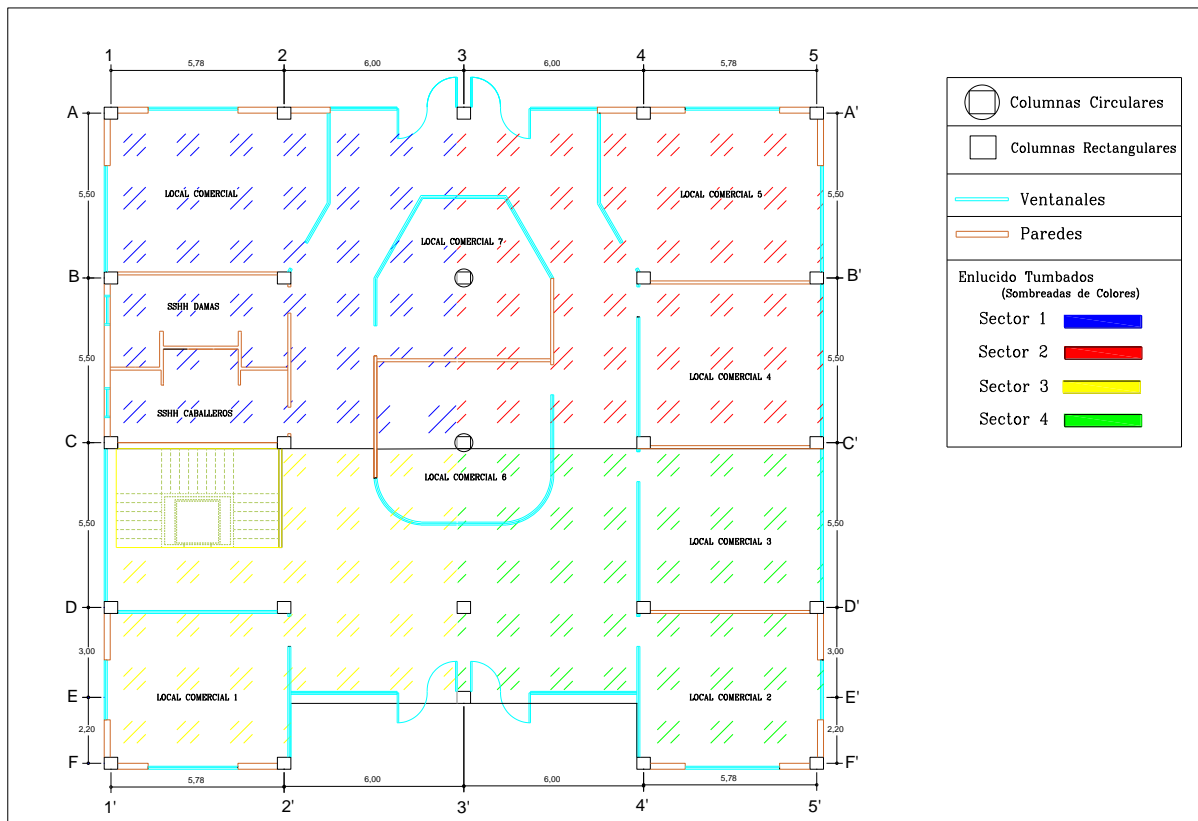 1 2 3 4 5
5,78 6,00 6,00 5,78
A A'
5,50 5,50
LOCAL COMERCIAL LOCAL COMERCIAL 5
LOCAL COMERCIAL 7
B B'
SSHH DAMAS
5,50 5,50
LOCAL COMERCIAL 4
SSHH CABALLEROS
C C'
LOCAL COMERCIAL 6
5,50 5,50
LOCAL COMERCIAL 3
D D'
3,00 3,00
E E'
LOCAL COMERCIAL 1 LOCAL COMERCIAL 2
2,20 2,20
F F'
5,78 6,00 6,00 5,78
1' 2' 3' 4' 5'
Columnas Circulares
Columnas Rectangulares
Ventanales
Paredes
Enlucido Tumbados
(Sombreadas de Colores)
Sector 1
Sector 2
Sector 3
Sector 4